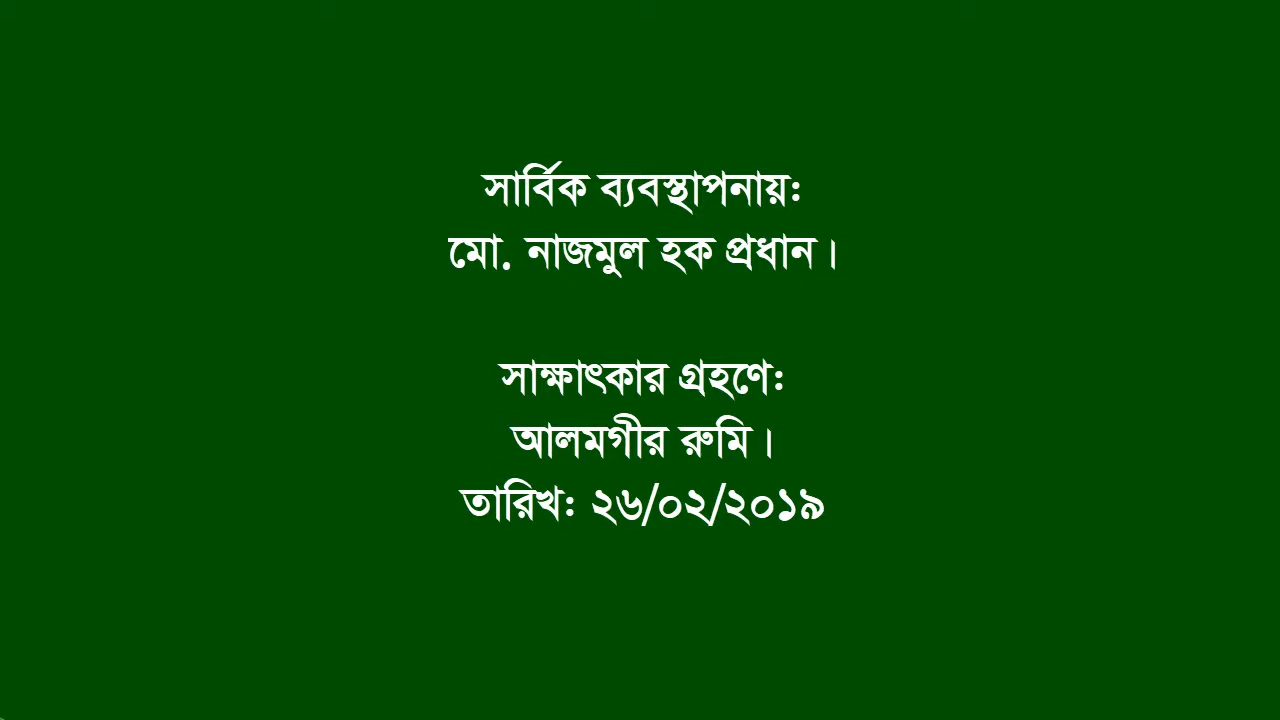 সার্বিক ব্যবস্থাপনায়:
মো. নাজমুল হক প্রধান।
সাক্ষাৎকার গ্রহণে:
আলমগীর রুমি।
তারিখ: ২৬/০২/২০১৯